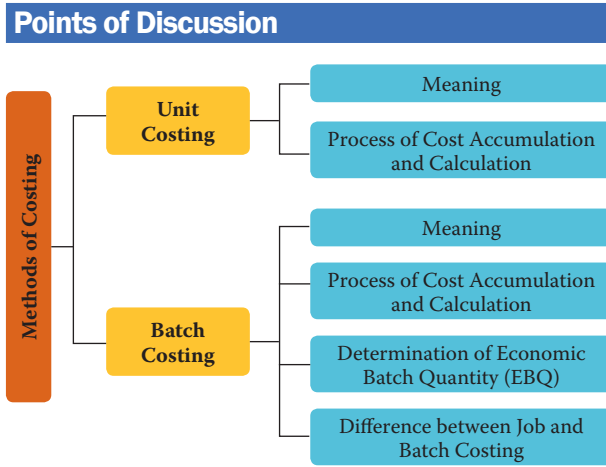 Points of Discussion
Methods of Costing
Unit
Costing
Meaning
Process of Cost Accumulation
and Calculation
Batch
Costing
Meaning
Process of Cost Accumulation
and Calculation
Determination of Economic
Batch Quantity (EBQ)
Difference between Job and
Batch Costing